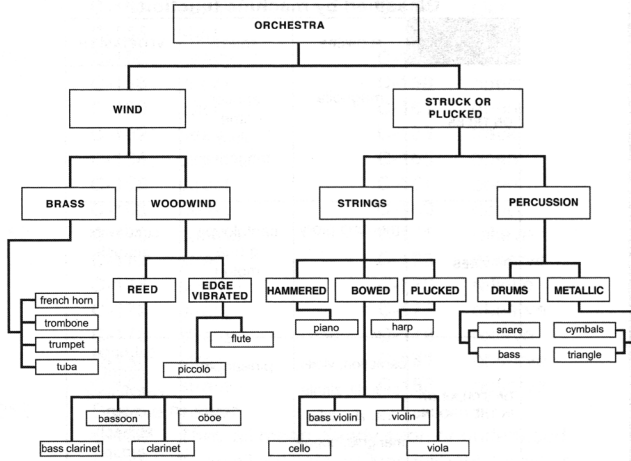 ORCHESTRA
WIND
STRUCK OR
PLUCKED
BRASS
WOODWIND
STRINGS
PERCUSSION
REED
EDGE
VIBRATED
HAMMERED
BOWED
PLUCKED
DRUMS
METALLIC
french horn
trombone
trumpet
tuba
flute
piccolo
piano
harp
snare
bass
cymbals
triangle
bassoon
oboe
bass clarinet
clarinet
bass violin
violin
cello
viola